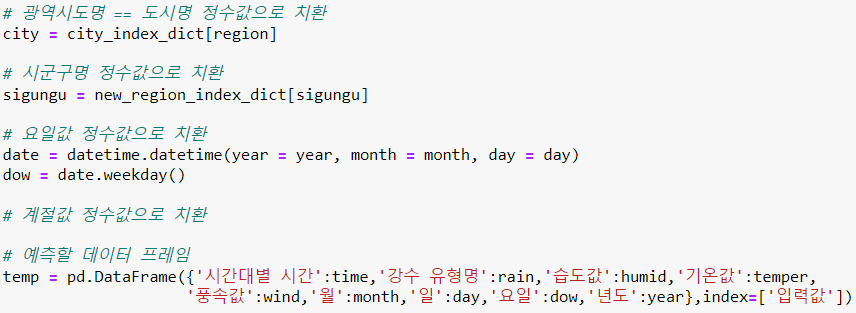 # 광역시도명 == 도시명 정수값으로 치환
city = city_index_dict[region]
# 시군구명 정수값으로 치환
sigungu = new_region_index_dict[sigungu]
# 요일값 정수값으로 치환
date = datetime.datetime(year = year, month = month, day = day)
dow = date.weekday()
# 계절값 정수값으로 치환
# 예측할 데이터 프레임
temp = pd.DataFrame({'시간대별 시간':time,'강수 유형명':rain,'습도값':humid,'기온값':temper,
'풍속값':wind,'월':month,'일':day,'요일':dow,'년도':year},index=['입력값'])